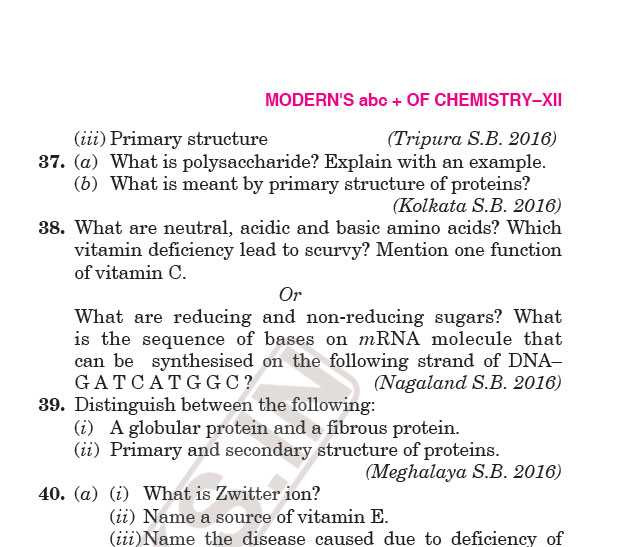 MODERN'S abc + OF CHEMISTRY–XII
(iii) Primary structure (Tripura S.B. 2016)
37. (a) What is polysaccharide? Explain with an example.
(b) What is meant by primary structure of proteins?
(Kolkata S.B. 2016)
38. What are neutral, acidic and basic amino acids? Which
vitamin deficiency lead to scurvy? Mention one function
of vitamin C.
Or
What are reducing and non-reducing sugars? What
is the sequence of bases on mRNA molecule that
can be synthesised on the following strand of DNA–
G A T C A T G G C ? (Nagaland S.B. 2016)
39. Distinguish between the following:
(i) A globular protein and a fibrous protein.
(ii) Primary and secondary structure of proteins.
(Meghalaya S.B. 2016)
40. (a) (i) What is Zwitter ion?
(ii) Name a source of vitamin E.
(iii) Name the disease caused due to deficiency of
S.IN